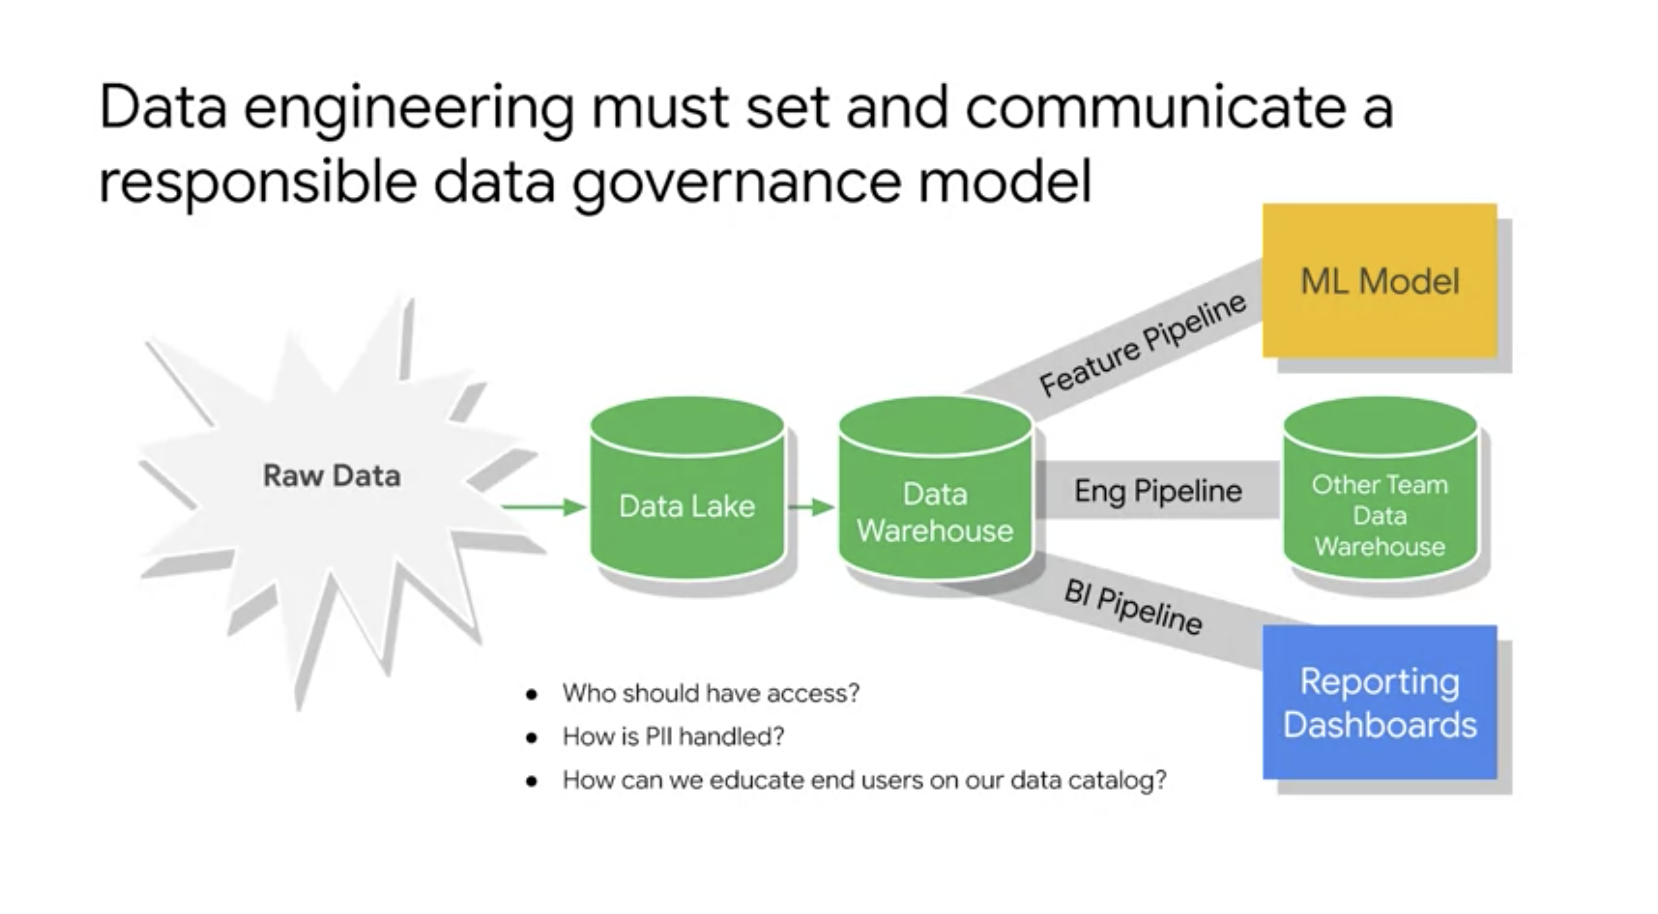 Data engineering must set and communicate a
responsible data governance model
Raw Data
Data Lake
Data
Warehouse
Feature Pipeline
ML Model
Eng Pipeline
Other Team
Data
Warehouse
BI Pipeline
Reporting
Dashboards
● Who should have access?
● How is PII handled?
● How can we educate end users on our data catalog?